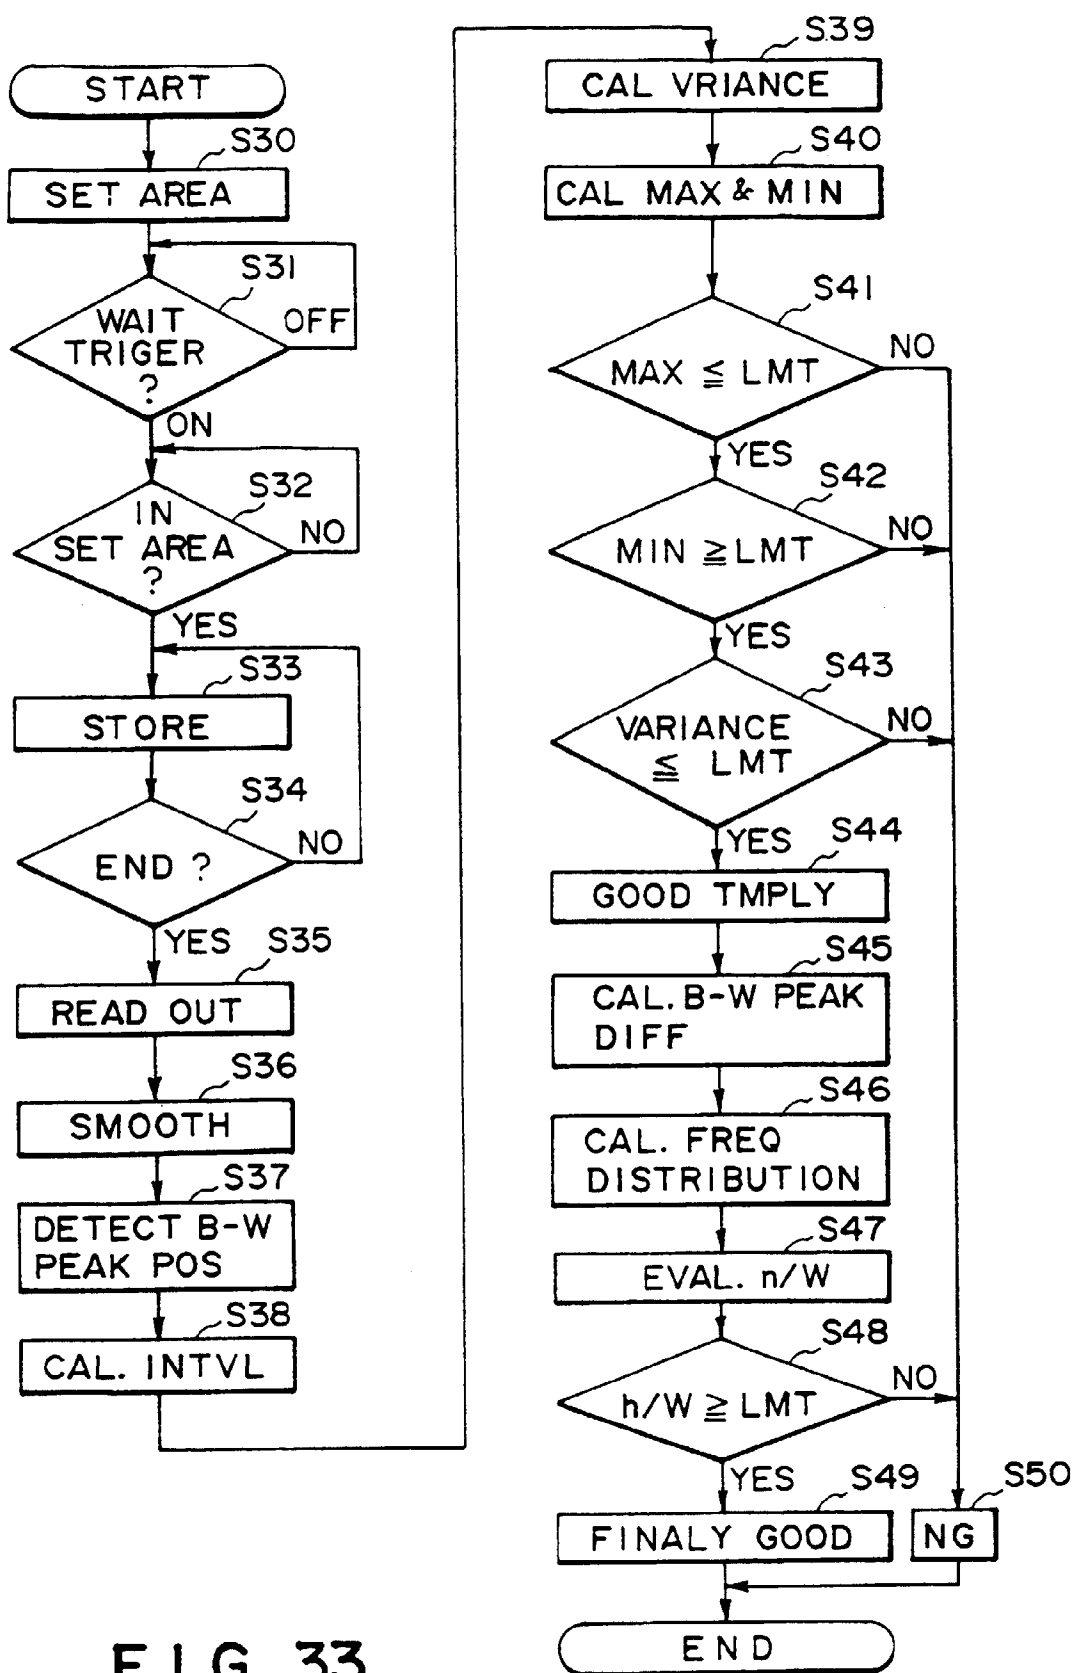 START
S30
SET AREA
S31
WAIT
TRIGER
?
OFF
ON
S32
IN
SET AREA
?
NO
YES
S33
STORE
S34
END ?
NO
YES
S35
READ OUT
S36
SMOOTH
S37
DETECT B-W
PEAK POS
S38
CAL. INTVL
S39
CAL VRIANCE
S40
CAL MAX & MIN
S41
MAX ≦ LMT
NO
YES
S42
MIN ≧ LMT
NO
YES
S43
VARIANCE
≦ LMT
NO
YES
S44
GOOD TMPLY
S45
CAL. B-W PEAK
DIFF
S46
CAL. FREQ
DISTRIBUTION
S47
EVAL. n/W
S48
h/W ≧ LMT
NO
YES
S49
FINALY GOOD
S50
NG
END
FIG. 33